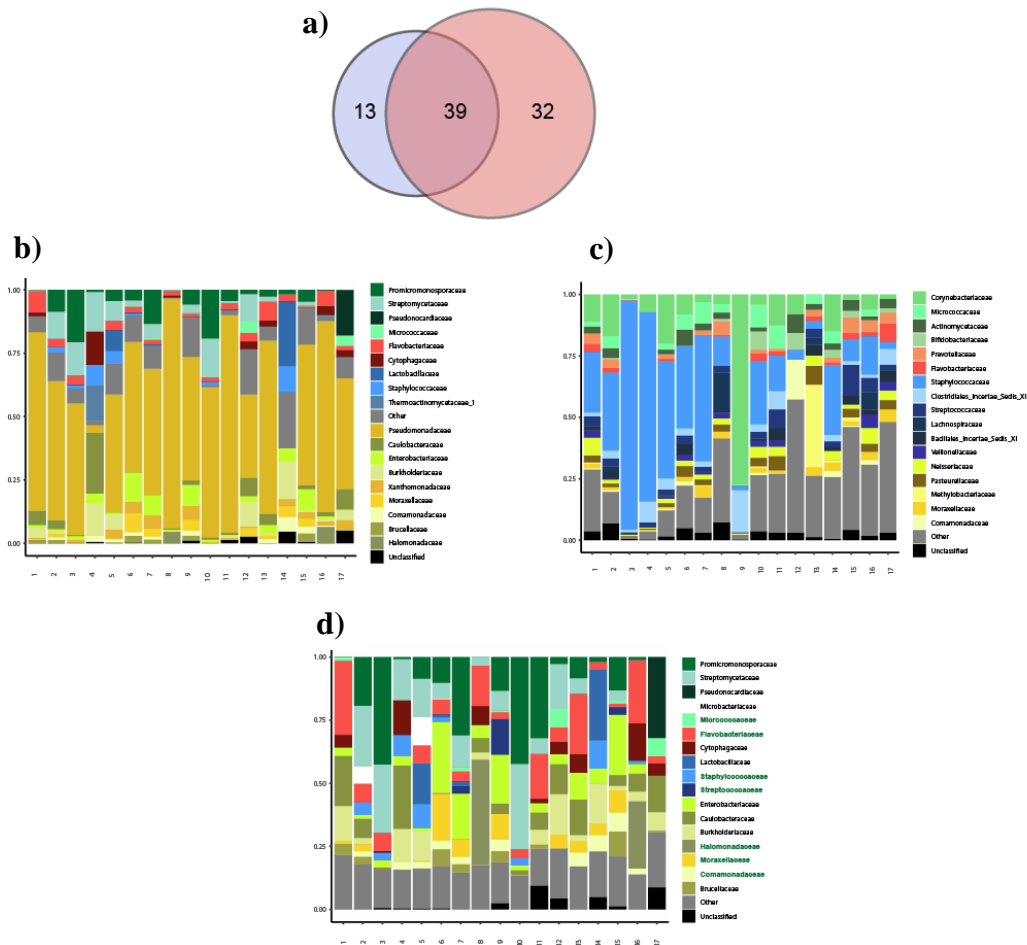 a)
13
39
32
b)
1.00
0.75
0.50
0.25
0.00
1
2
3
4
5
6
7
8
9
10
11
12
13
14
15
16
17
Promicromonosporaceae
Streptomycetaceae
Pseudonocardiaceae
Micrococcaceae
Flavobacteriaceae
Cytophagaceae
Lactobacillaceae
Staphylococcaceae
Thermoactinomycetaceae_1
Other
Pseudomonadaceae
Caulobacteraceae
Enterobacteriaceae
Burkholderiaceae
Xanthomonadaceae
Moraxellaceae
Comamonadaceae
Brucellaceae
Halomonadaceae
Unclassified
c)
1.00
0.75
0.50
0.25
0.00
1
2
3
4
5
6
7
8
9
10
11
12
13
14
15
16
17
Corynebacteriaceae
Micrococcaceae
Actinomycetaceae
Bifidobacteriaceae
Prevotellaceae
Flavobacteriaceae
Staphylococcaceae
Clostridiales_Incertae_Sedis_XI
Streptococcaceae
Lachnospiraceae
Bacillales_Incertae_Sedis_XI
Veillonellaceae
Neisseriaceae
Pasteurellaceae
Methylobacteriaceae
Moraxellaceae
Comamonadaceae
Other
Unclassified
d)
1.00
0.75
0.50
0.25
0.00
1
2
3
4
5
6
7
8
9
10
11
12
13
14
15
16
17
Promicromonosporaceae
Streptomycetaceae
Pseudonocardiaceae
Microbacteriaceae
Micrococcaceae
Flavobacteriaceae
Cytophagaceae
Lactobacillaceae
Staphylococcaceae
Streptococcaceae
Enterobacteriaceae
Caulobacteraceae
Burkholderiaceae
Halomonadaceae
Moraxellaceae
Comamonadaceae
Brucellaceae
Other
Unclassified